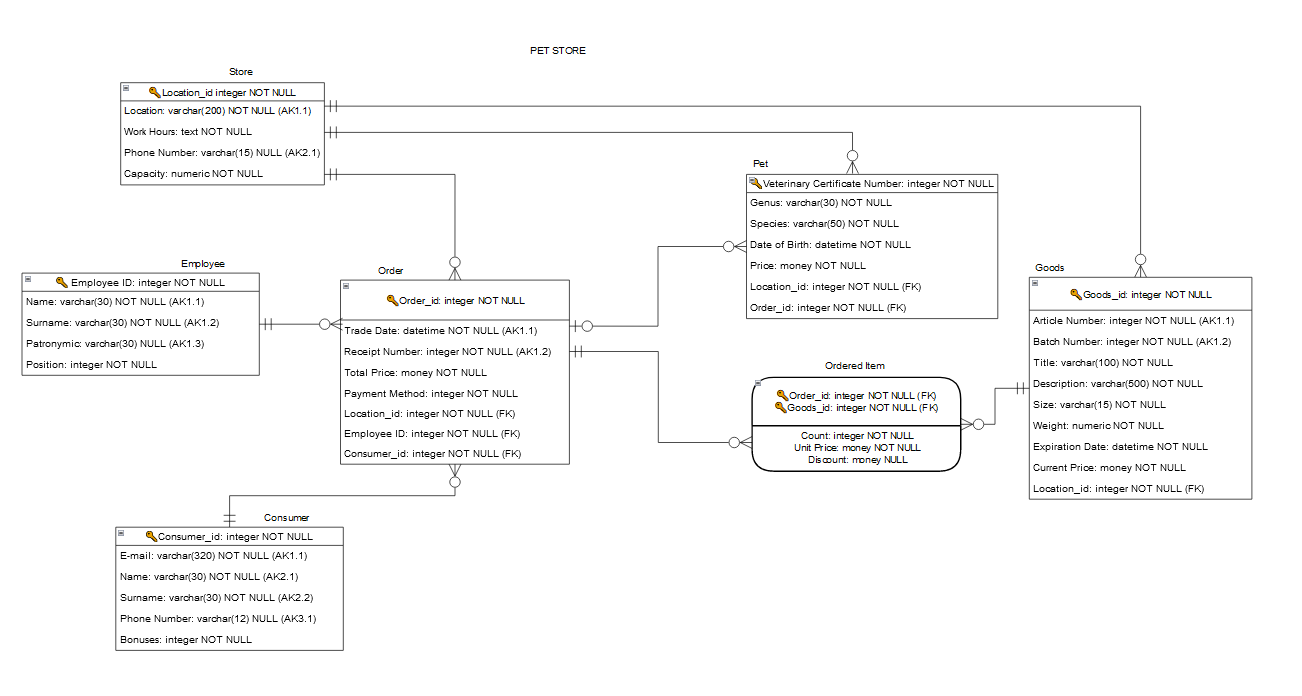 PET STORE
Store
Location_id integer NOT NULL
Location: varchar(200) NOT NULL (AK1.1)
Work Hours: text NOT NULL
Phone Number: varchar(15) NULL (AK2.1)
Capacity: numeric NOT NULL
Pet
Veterinary Certificate Number: integer NOT NULL
Genus: varchar(30) NOT NULL
Species: varchar(50) NOT NULL
Date of Birth: datetime NOT NULL
Price: money NOT NULL
Location_id: integer NOT NULL (FK)
Order_id: integer NOT NULL (FK)
Employee
Employee ID: integer NOT NULL
Name: varchar(30) NOT NULL (AK1.1)
Surname: varchar(30) NOT NULL (AK1.2)
Patronymic: varchar(30) NULL (AK1.3)
Position: integer NOT NULL
Order
Order_id: integer NOT NULL
Trade Date: datetime NOT NULL (AK1.1)
Receipt Number: integer NOT NULL (AK1.2)
Total Price: money NOT NULL
Payment Method: integer NOT NULL
Location_id: integer NOT NULL (FK)
Employee ID: integer NOT NULL (FK)
Consumer_id: integer NOT NULL (FK)
Goods
Goods_id: integer NOT NULL
Article Number: integer NOT NULL (AK1.1)
Batch Number: integer NOT NULL (AK1.2)
Title: varchar(100) NOT NULL
Description: varchar(500) NOT NULL
Size: varchar(15) NOT NULL
Weight: numeric NOT NULL
Expiration Date: datetime NOT NULL
Current Price: money NOT NULL
Location_id: integer NOT NULL (FK)
Ordered Item
Order_id: integer NOT NULL (FK)
Goods_id: integer NOT NULL (FK)
Count: integer NOT NULL
Unit Price: money NOT NULL
Discount: money NULL
Consumer
Consumer_id: integer NOT NULL
E-mail: varchar(320) NOT NULL (AK1.1)
Name: varchar(30) NOT NULL (AK2.1)
Surname: varchar(30) NOT NULL (AK2.2)
Phone Number: varchar(12) NULL (AK3.1)
Bonuses: integer NOT NULL